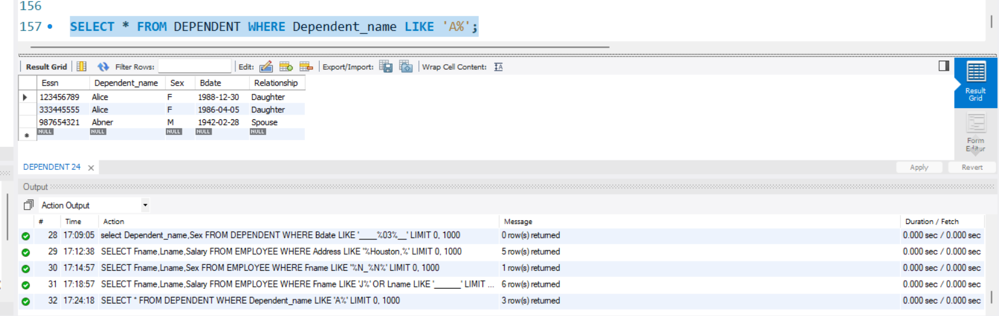 156
157 SELECT * FROM DEPENDENT WHERE Dependent_name LIKE 'A%';
Result Grid Filter Rows: Edit: Export/Import: Wrap Cell Content:
Essn Dependent_name Sex Bdate Relationship
123456789 Alice F 1988-12-30 Daughter
333445555 Alice F 1986-04-05 Daughter
987654321 Abner M 1942-02-28 Spouse
NULL NULL NULL NULL NULL
Result
Grid
Form
Editor
DEPENDENT 24 Apply Revert
Output
Action Output
# Time Action Message Duration / Fetch
28 17:09:05 select Dependent_name,Sex FROM DEPENDENT WHERE Bdate LIKE '____%03%__' LIMIT 0, 1000 0 row(s) returned 0.000 sec / 0.000 sec
29 17:12:38 SELECT Fname,Lname,Salary FROM EMPLOYEE WHERE Address LIKE '%Houston,%' LIMIT 0, 1000 5 row(s) returned 0.000 sec / 0.000 sec
30 17:14:57 SELECT Fname,Lname,Sex FROM EMPLOYEE WHERE Fname LIKE '%N_%N%' LIMIT 0, 1000 1 row(s) returned 0.000 sec / 0.000 sec
31 17:18:57 SELECT Fname,Lname,Salary FROM EMPLOYEE WHERE Fname LIKE 'J%' OR Lname LIKE '______' LIMIT ... 6 row(s) returned 0.000 sec / 0.000 sec
32 17:24:18 SELECT * FROM DEPENDENT WHERE Dependent_name LIKE 'A%' LIMIT 0, 1000 3 row(s) returned 0.000 sec / 0.000 sec